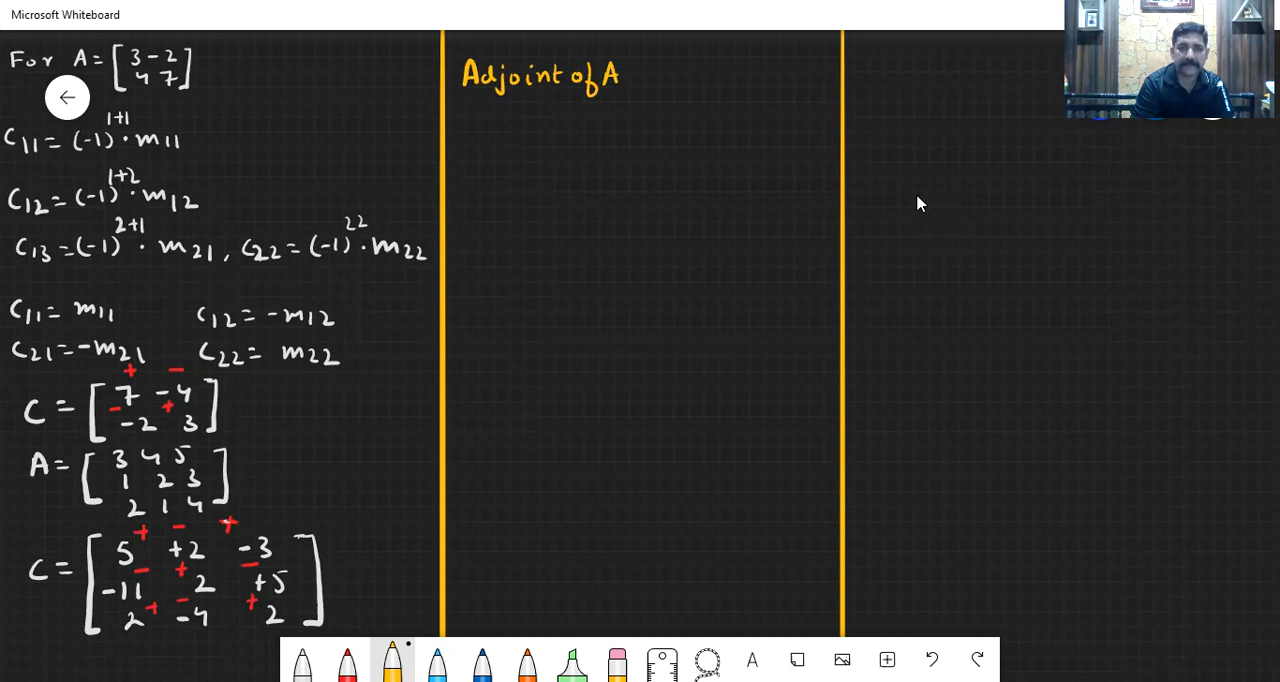 Microsoft Whiteboard
For A = [ 3 -2
4 7 ]
C11 = (-1)^1+1 · m11
C12 = (-1)^1+2 · m12
C13 = (-1)^2+1 · m21, C22 = (-1)^22 · m22
C11 = m11 C12 = -m12
C21 = -m21 C22 = m22
+ -
C = [ 7 -4
- +
-2 3 ]
A = [ 3 4 5
1 2 3
2 1 4 ]
+ - +
C = [ 5 +2 -3
- + -
-11 2 +5
+ - +
2 -4 2 ]
Adjoint of A
A